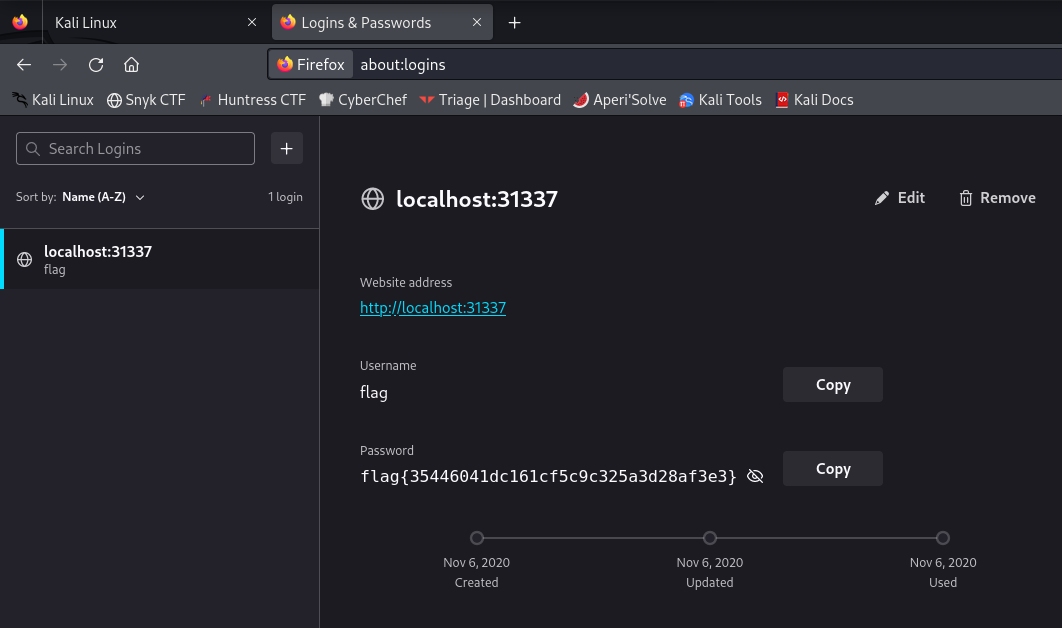 Kali Linux
Logins & Passwords
Firefox about:logins
Kali Linux Snyk CTF Huntress CTF CyberChef Triage | Dashboard Aperi'Solve Kali Tools Kali Docs
Search Logins
Sort by: Name (A-Z) 1 login
localhost:31337
flag
localhost:31337
Edit
Remove
Website address
http://localhost:31337
Username
flag
Copy
Password
flag{35446041dc161cf5c9c325a3d28af3e3}
Copy
Nov 6, 2020
Created
Nov 6, 2020
Updated
Nov 6, 2020
Used